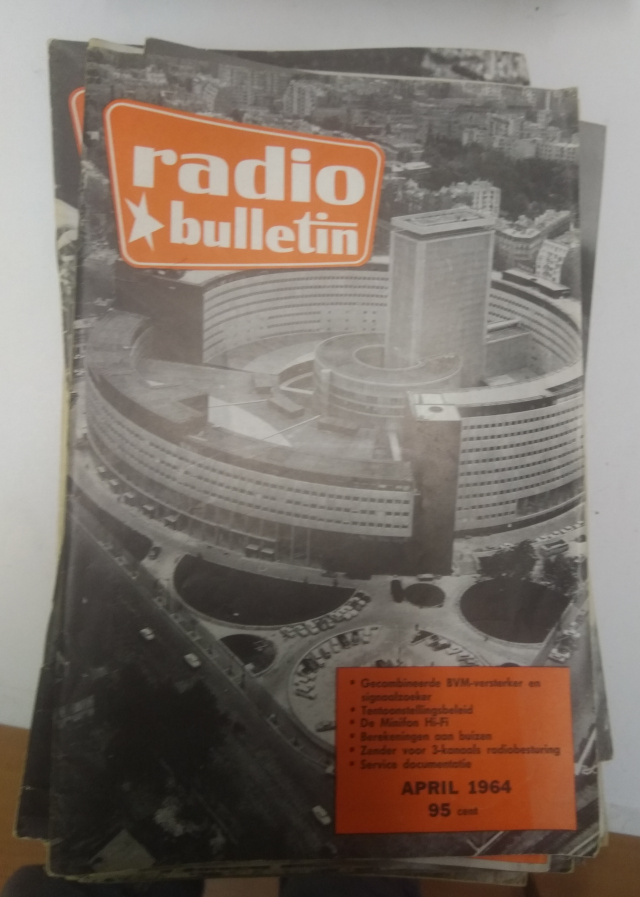 radio
bulletin
• Gecombineerde BVM-versterker en
signaalzoeker
• Tentoonstellingsbeleid
• De Minifon Hi-Fi
• Berekeningen aan buizen
• Zender voor 3-kanaals radiobesturing
• Service documentatie
APRIL 1964
95 cent